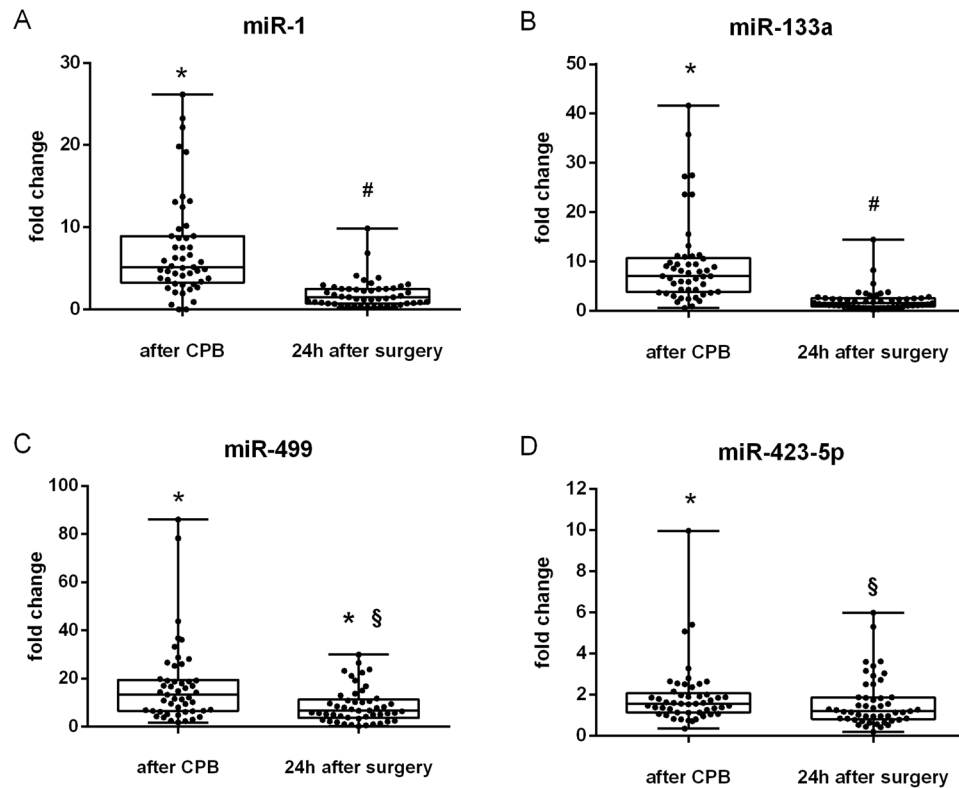 A
miR-1
30
20
10
0
fold change
*
#
after CPB
24h after surgery
B
miR-133a
50
40
30
20
10
0
fold change
*
#
after CPB
24h after surgery
C
miR-499
100
80
60
40
20
0
fold change
*
* §
after CPB
24h after surgery
D
miR-423-5p
12
10
8
6
4
2
0
fold change
*
§
after CPB
24h after surgery